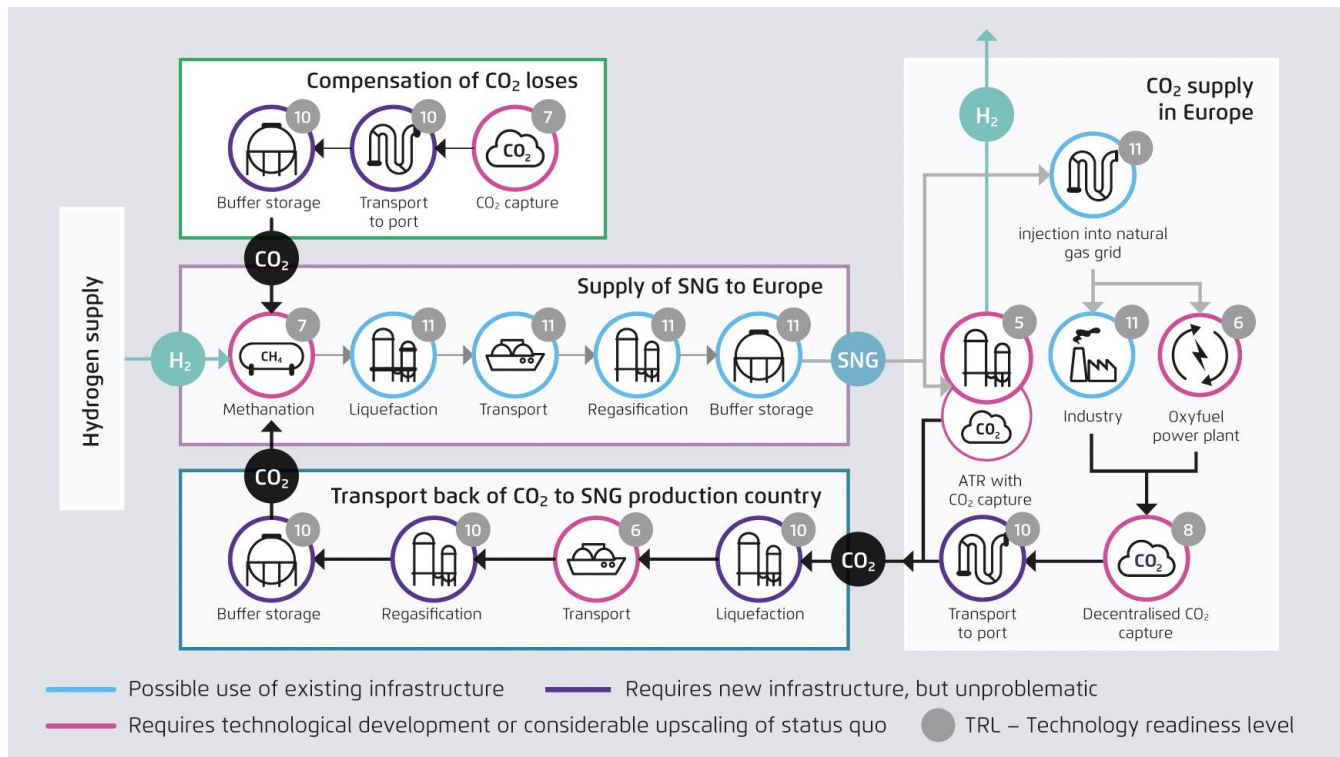 Hydrogen supply
H₂
Compensation of CO₂ loses
10
10
7
CO₂
Buffer storage
Transport
to port
CO₂ capture
CO₂
Supply of SNG to Europe
7
11
11
11
11
CH₄
Methanation
Liquefaction
Transport
Regasification
Buffer storage
SNG
CO₂
Transport back of CO₂ to SNG production country
10
10
6
10
Buffer storage
Regasification
Transport
Liquefaction
CO₂
CO₂ supply
in Europe
H₂
11
injection into natural
gas grid
5
11
6
CO₂
ATR with
CO₂ capture
Industry
Oxyfuel
power plant
10
8
CO₂
Transport
to port
Decentralised CO₂
capture
Possible use of existing infrastructure
Requires new infrastructure, but unproblematic
Requires technological development or considerable upscaling of status quo
TRL – Technology readiness level